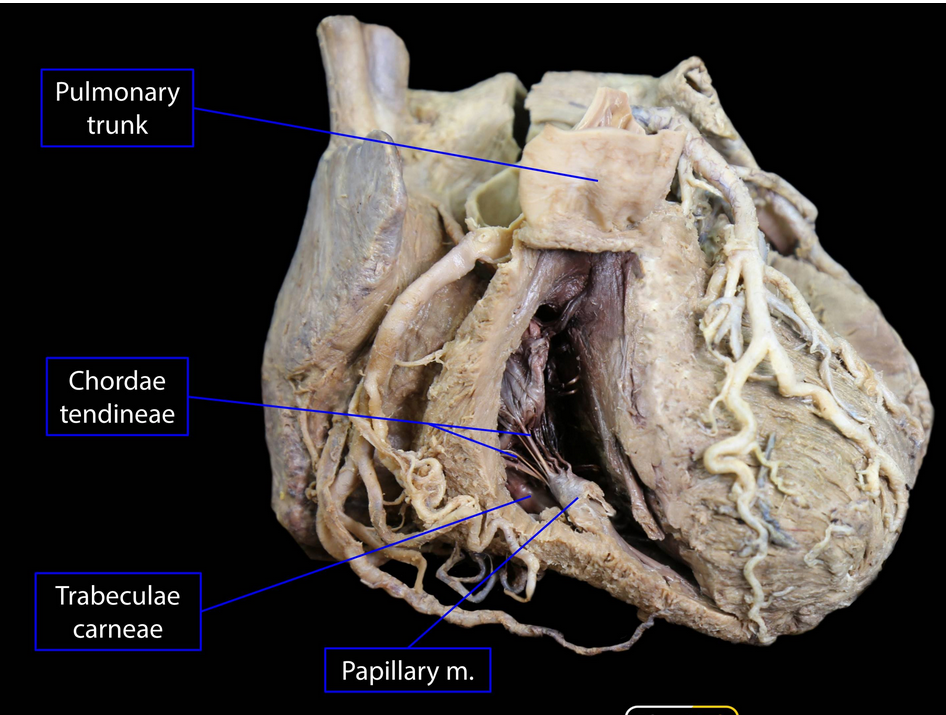 Pulmonary
trunk
Chordae
tendineae
Trabeculae
carneae
Papillary m.